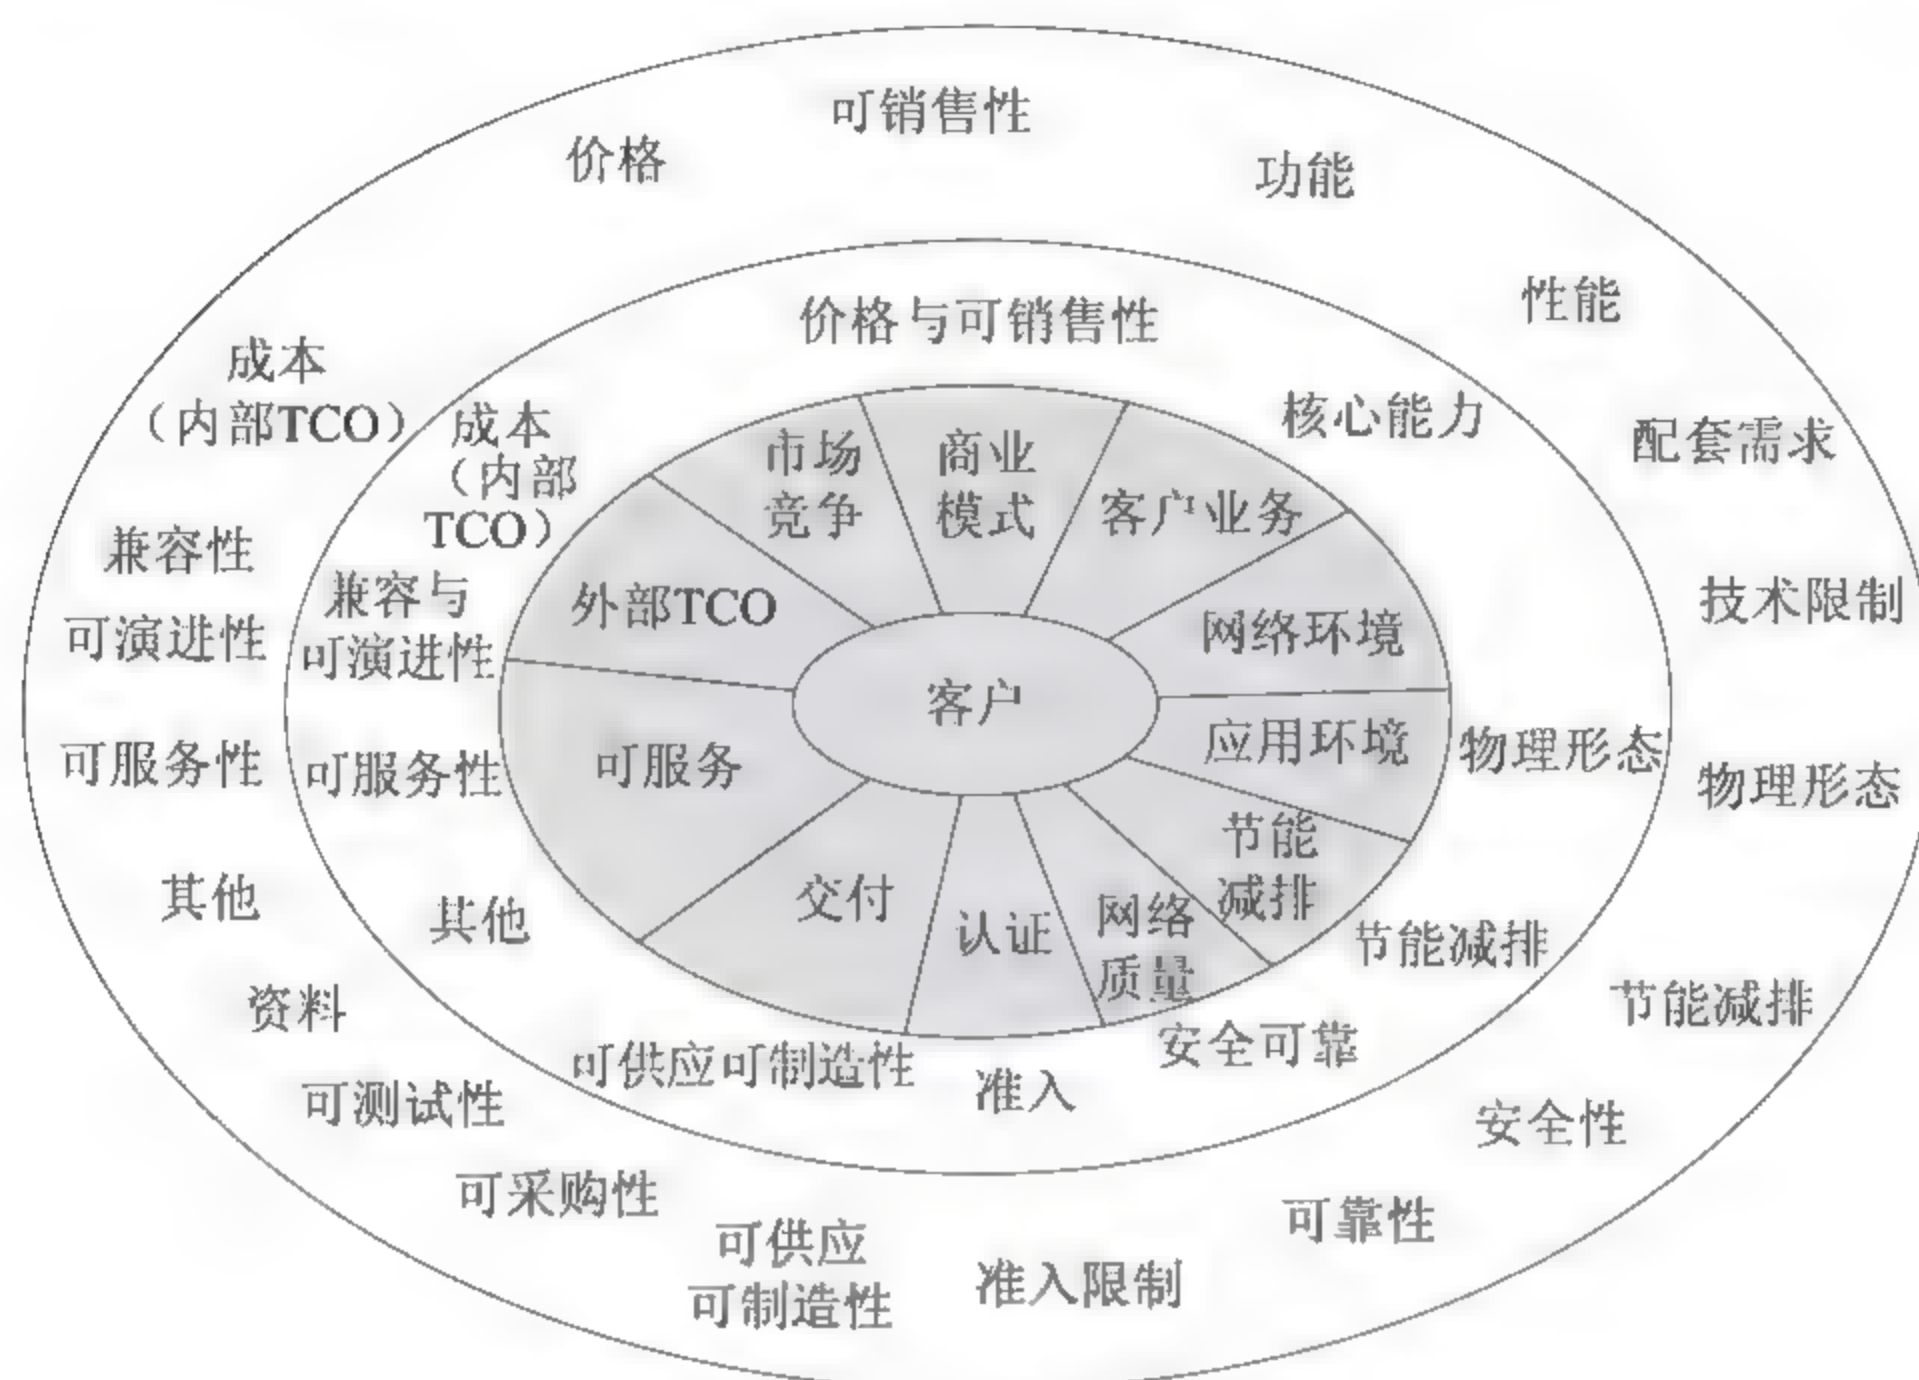 可销售性
价格
功能
性能
价格与可销售性
成本
（内部TCO）
核心能力
配套需求
成本
（内部
TCO）
市场
竞争
商业
模式
客户业务
兼容性
可演进性
兼容与
可演进性
外部TCO
网络环境
技术限制
客户
可服务性
可服务性
可服务
应用环境
物理形态
物理形态
节能
减排
其他
其他
交付
认证
网络
质量
节能减排
节能减排
资料
可供应可制造性
准入
安全可靠
可测试性
安全性
可采购性
可靠性
可供应
可制造性
准入限制